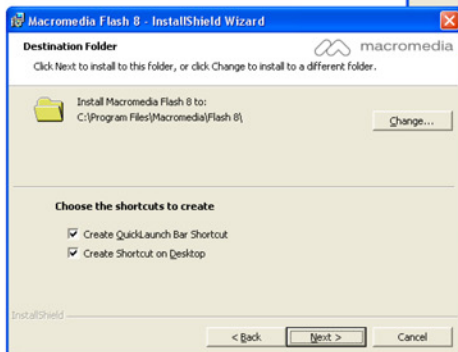 Macromedia Flash 8 - InstallShield Wizard
Destination Folder
macromedia
Click Next to install to this folder, or click Change to install to a different folder.
Install Macromedia Flash 8 to:
C:\Program Files\Macromedia\Flash 8\
Change...
Choose the shortcuts to create
Create QuickLaunch Bar Shortcut
Create Shortcut on Desktop
InstallShield
< Back
Next >
Cancel